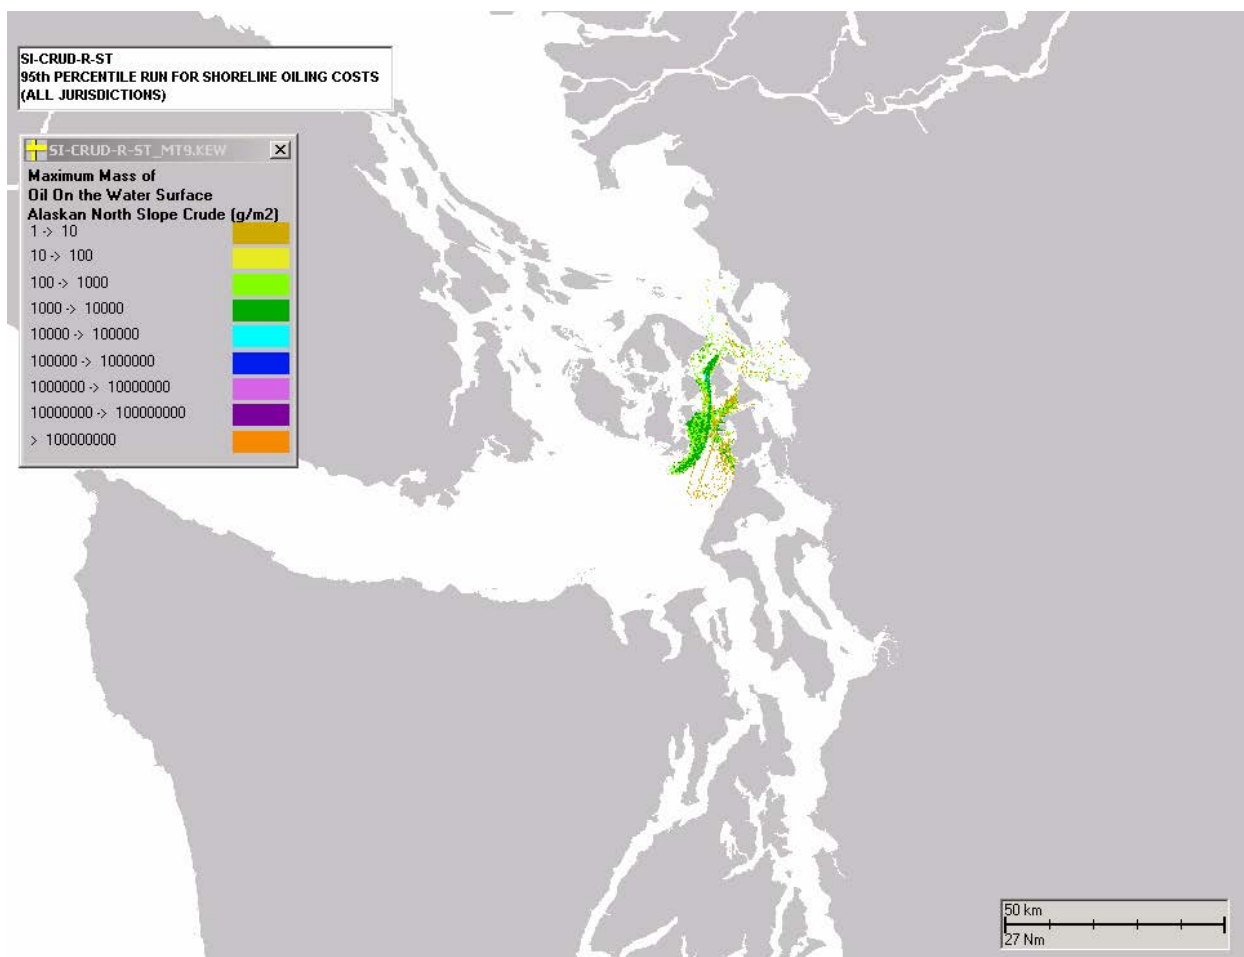 SI-CRUD-R-ST
95th PERCENTILE RUN FOR SHORELINE OILING COSTS
(ALL JURISDICTIONS)
SI-CRUD-R-ST_MT9.KEW
Maximum Mass of
Oil On the Water Surface
Alaskan North Slope Crude (g/m2)
1 -> 10
10 -> 100
100 -> 1000
1000 -> 10000
10000 -> 100000
100000 -> 1000000
1000000 -> 10000000
10000000 -> 100000000
> 100000000
50 km
27 Nm